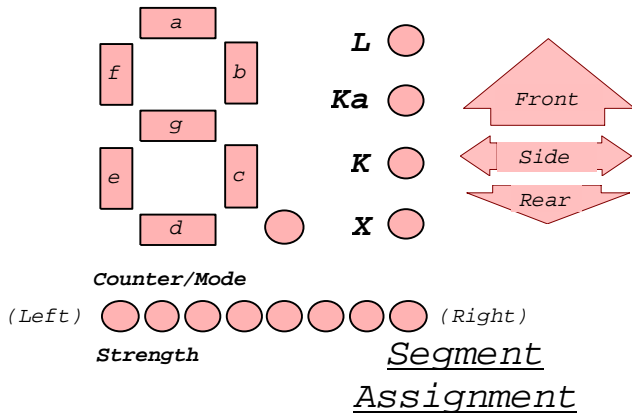 a
f
b
g
e
c
d
L
Ka
K
X
Front
Side
Rear
Counter/Mode
(Left)
(Right)
Strength
Segment
Assignment